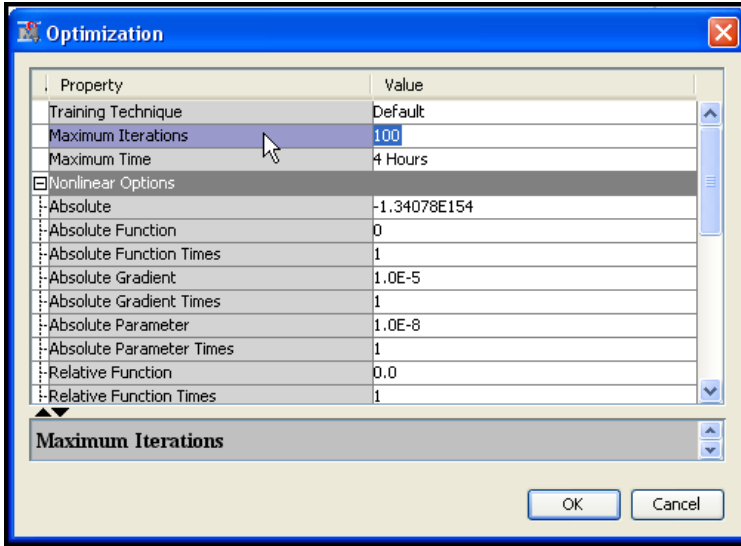 Optimization
Property Value
Training Technique Default
Maximum Iterations 100
Maximum Time 4 Hours
Nonlinear Options
Absolute -1.34078E154
Absolute Function 0
Absolute Function Times 1
Absolute Gradient 1.0E-5
Absolute Gradient Times 1
Absolute Parameter 1.0E-8
Absolute Parameter Times 1
Relative Function 0.0
Relative Function Times 1
Maximum Iterations
OK Cancel